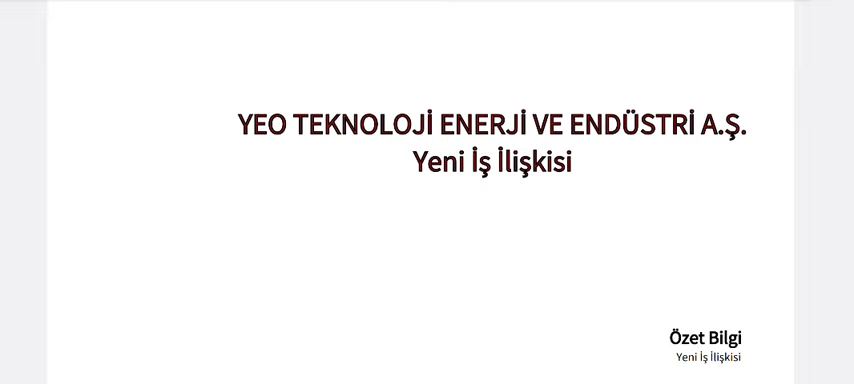 YEO TEKNOLOJİ ENERJİ VE ENDÜSTRİ A.Ş.
Yeni İş İlişkisi
Özet Bilgi
Yeni İş İlişkisi